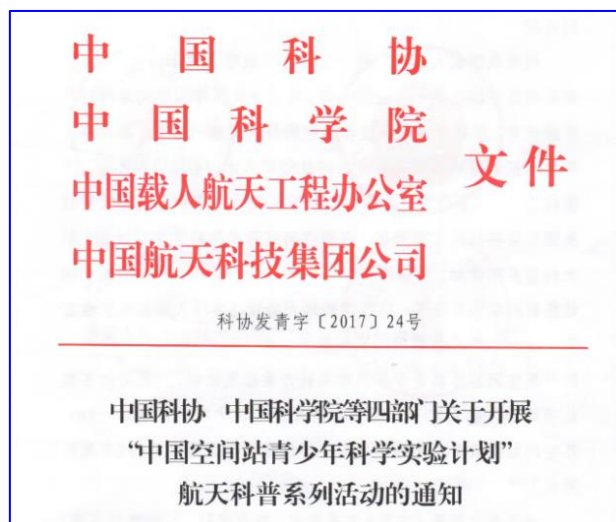 中国科协
中国科学院
中国载人航天工程办公室
中国航天科技集团公司
文件
科协发青字〔2017〕24号
中国科协 中国科学院等四部门关于开展
“中国空间站青少年科学实验计划”
航天科普系列活动的通知